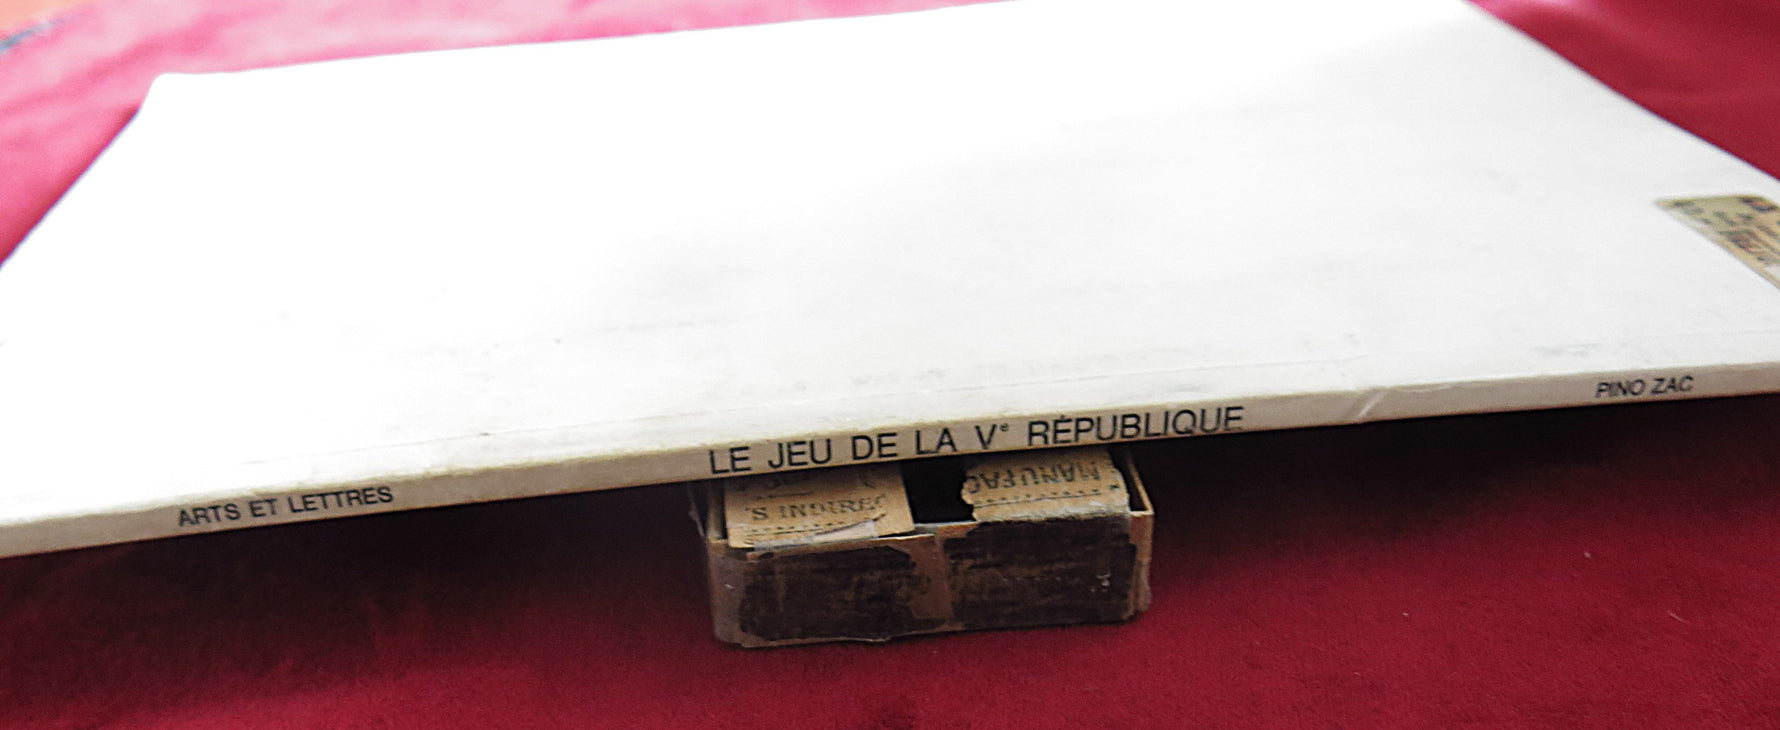 ARTS ET LETTRES
LE JEU DE LA Vᵉ RÉPUBLIQUE
PINO ZAC
'S INDIREC
MANUFAC